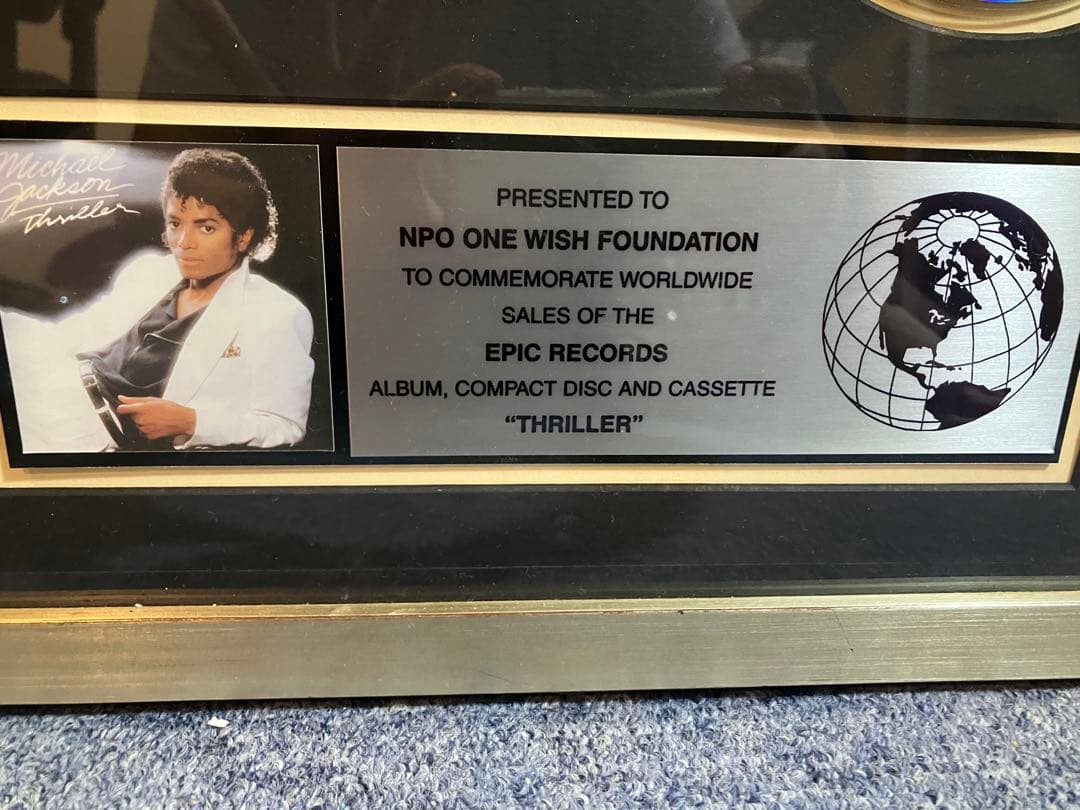 Michael
Jackson
Thriller
PRESENTED TO
NPO ONE WISH FOUNDATION
TO COMMEMORATE WORLDWIDE
SALES OF THE
EPIC RECORDS
ALBUM, COMPACT DISC AND CASSETTE
“THRILLER”